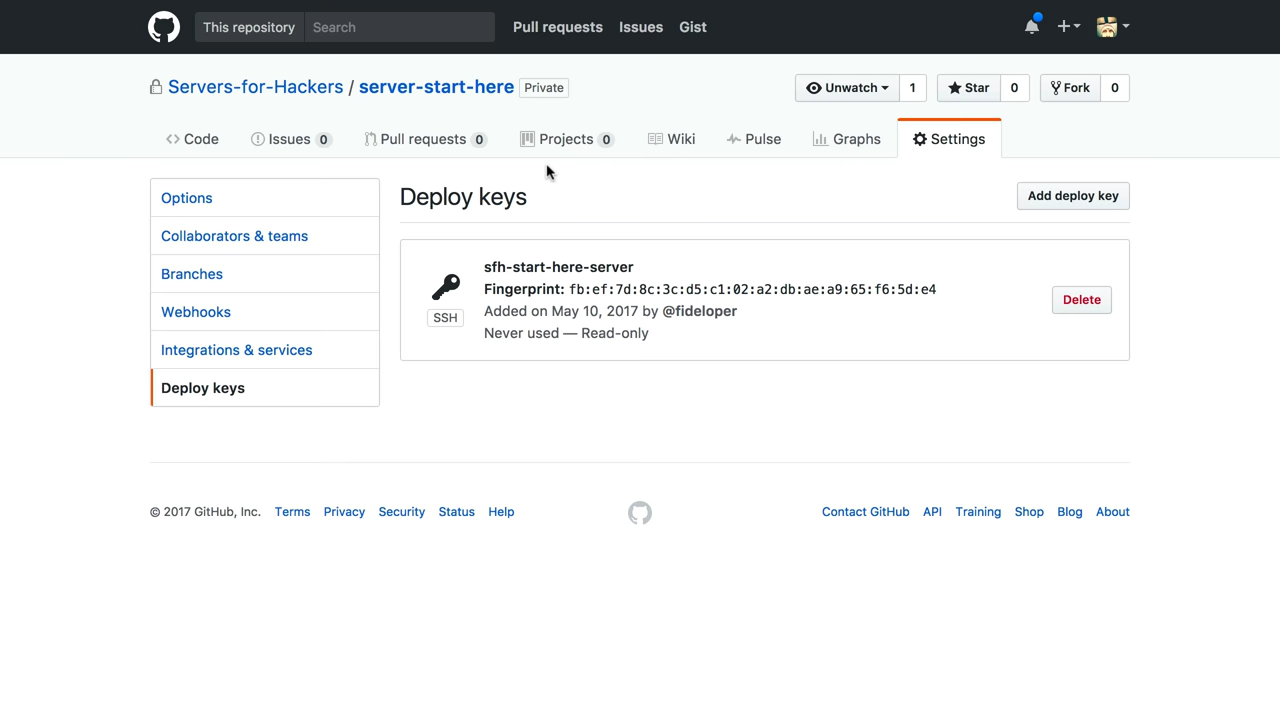 This repository Search Pull requests Issues Gist
Servers-for-Hackers / server-start-here Private Unwatch 1 Star 0 Fork 0
Code Issues 0 Pull requests 0 Projects 0 Wiki Pulse Graphs Settings
Options
Collaborators & teams
Branches
Webhooks
Integrations & services
Deploy keys
Deploy keys Add deploy key
sfh-start-here-server
Fingerprint: fb:ef:7d:8c:3c:d5:c1:02:a2:db:ae:a9:65:f6:5d:e4
Added on May 10, 2017 by @fideloper
Never used — Read-only
SSH
Delete
© 2017 GitHub, Inc. Terms Privacy Security Status Help Contact GitHub API Training Shop Blog About